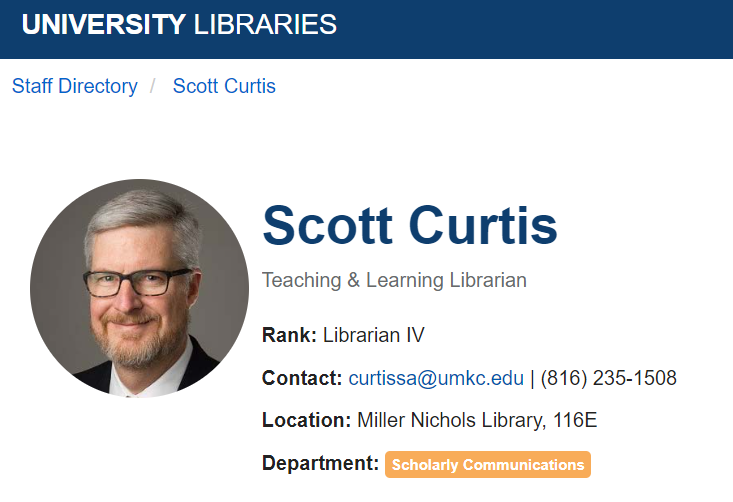 UNIVERSITY LIBRARIES
Staff Directory / Scott Curtis
Scott Curtis
Teaching & Learning Librarian
Rank: Librarian IV
Contact: curtissa@umkc.edu | (816) 235-1508
Location: Miller Nichols Library, 116E
Department: Scholarly Communications